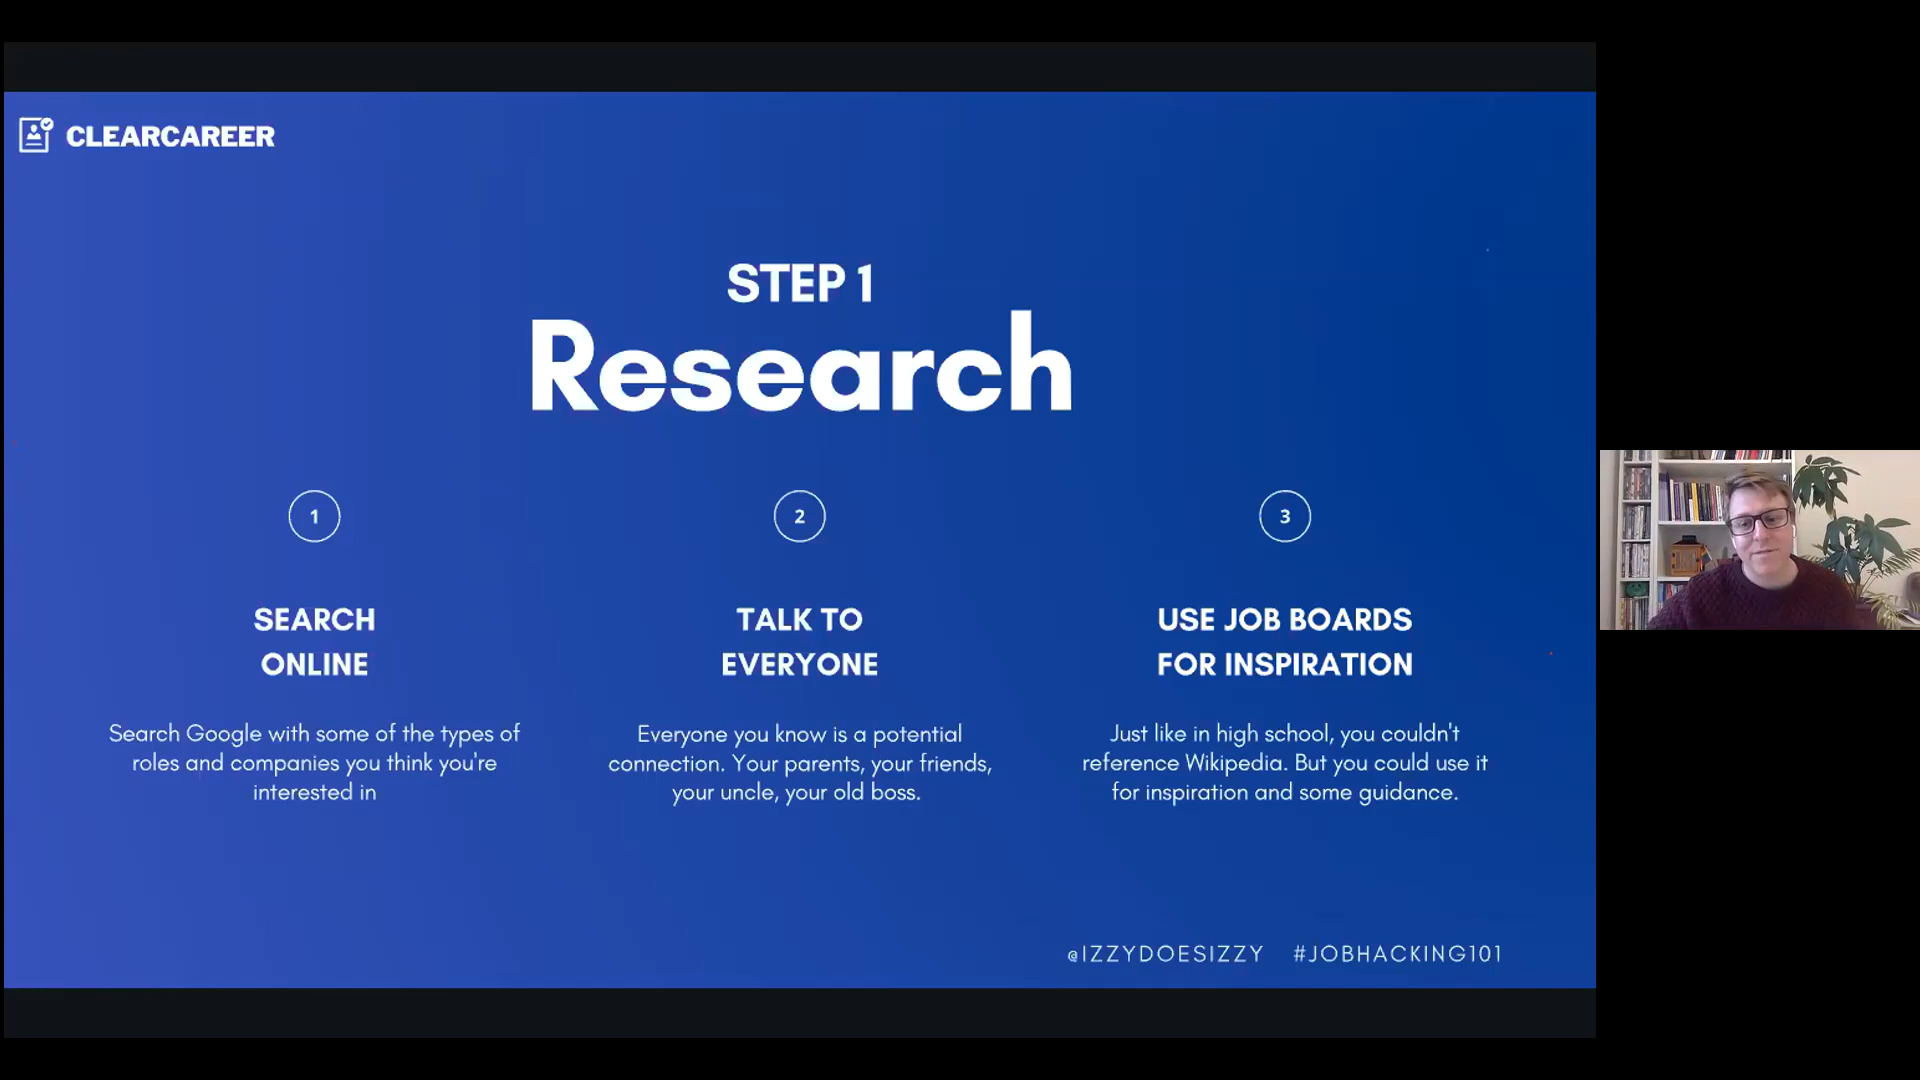 CLEARCAREER
STEP 1
Research
1
SEARCH
ONLINE
Search Google with some of the types of
roles and companies you think you're
interested in
2
TALK TO
EVERYONE
Everyone you know is a potential
connection. Your parents, your friends,
your uncle, your old boss.
3
USE JOB BOARDS
FOR INSPIRATION
Just like in high school, you couldn't
reference Wikipedia. But you could use it
for inspiration and some guidance.
@IZZYDOESIZZY #JOBHACKING101